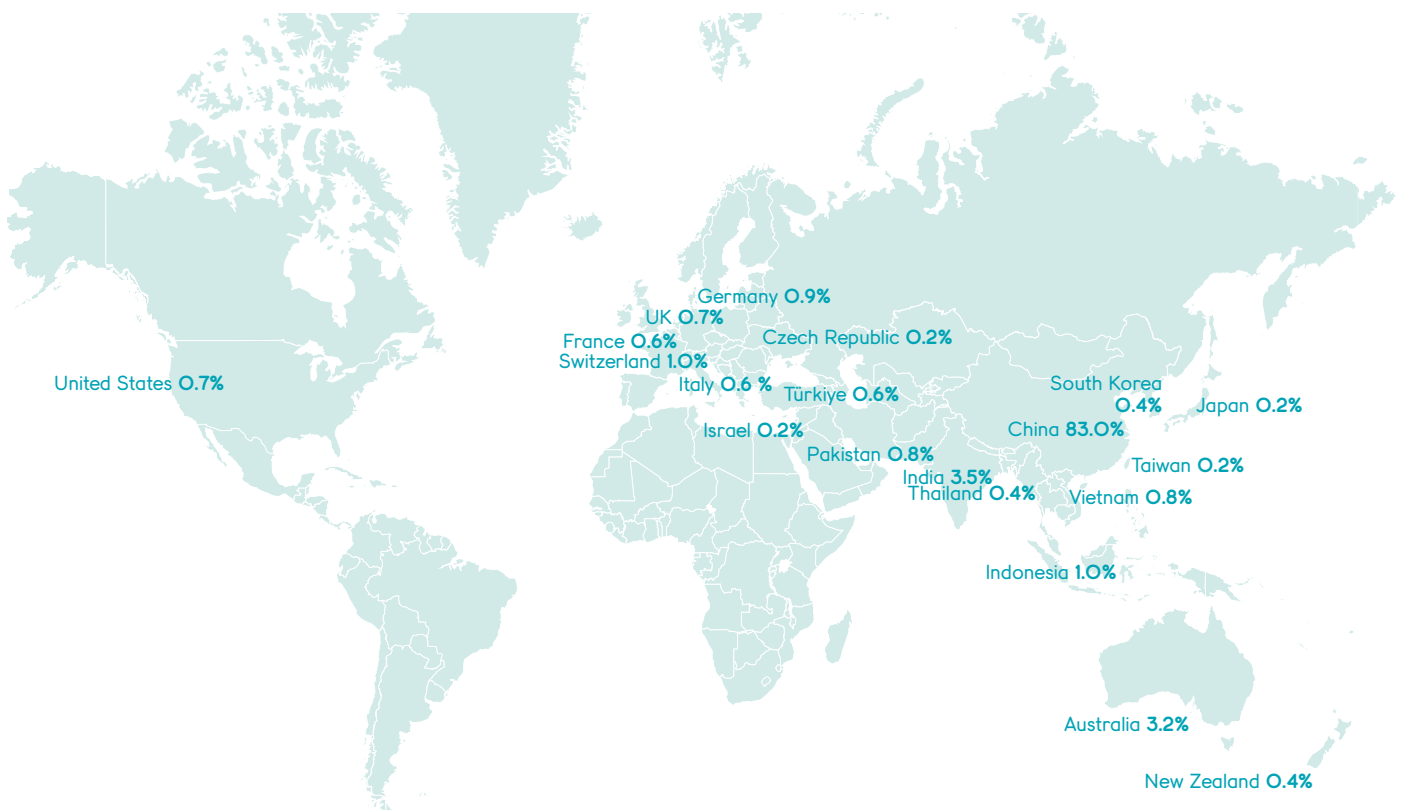 Germany 0.9%
UK 0.7%
Czech Republic 0.2%
France 0.6%
Switzerland 1.0%
United States 0.7%
Italy 0.6 %
Türkiye 0.6%
South Korea
0.4%
Japan 0.2%
China 83.0%
Israel 0.2%
Pakistan 0.8%
Taiwan 0.2%
India 3.5%
Thailand 0.4%
Vietnam 0.8%
Indonesia 1.0%
Australia 3.2%
New Zealand 0.4%